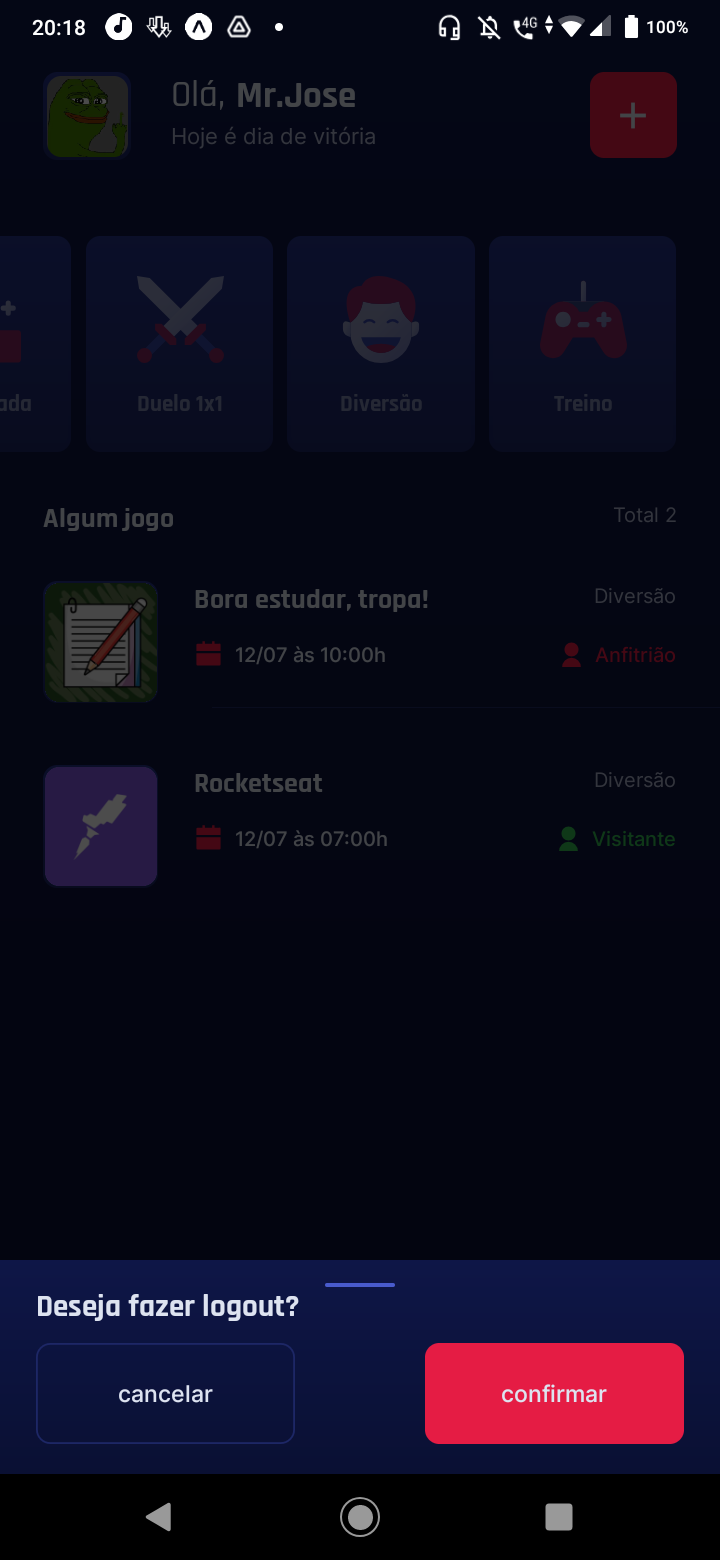 20:18
4G
100%
Olá, Mr.Jose
Hoje é dia de vitória
ada
Duelo 1x1
Diversão
Treino
Algum jogo
Total 2
Bora estudar, tropa!
Diversão
12/07 às 10:00h
Anfitrião
Rocketseat
Diversão
12/07 às 07:00h
Visitante
Deseja fazer logout?
cancelar
confirmar